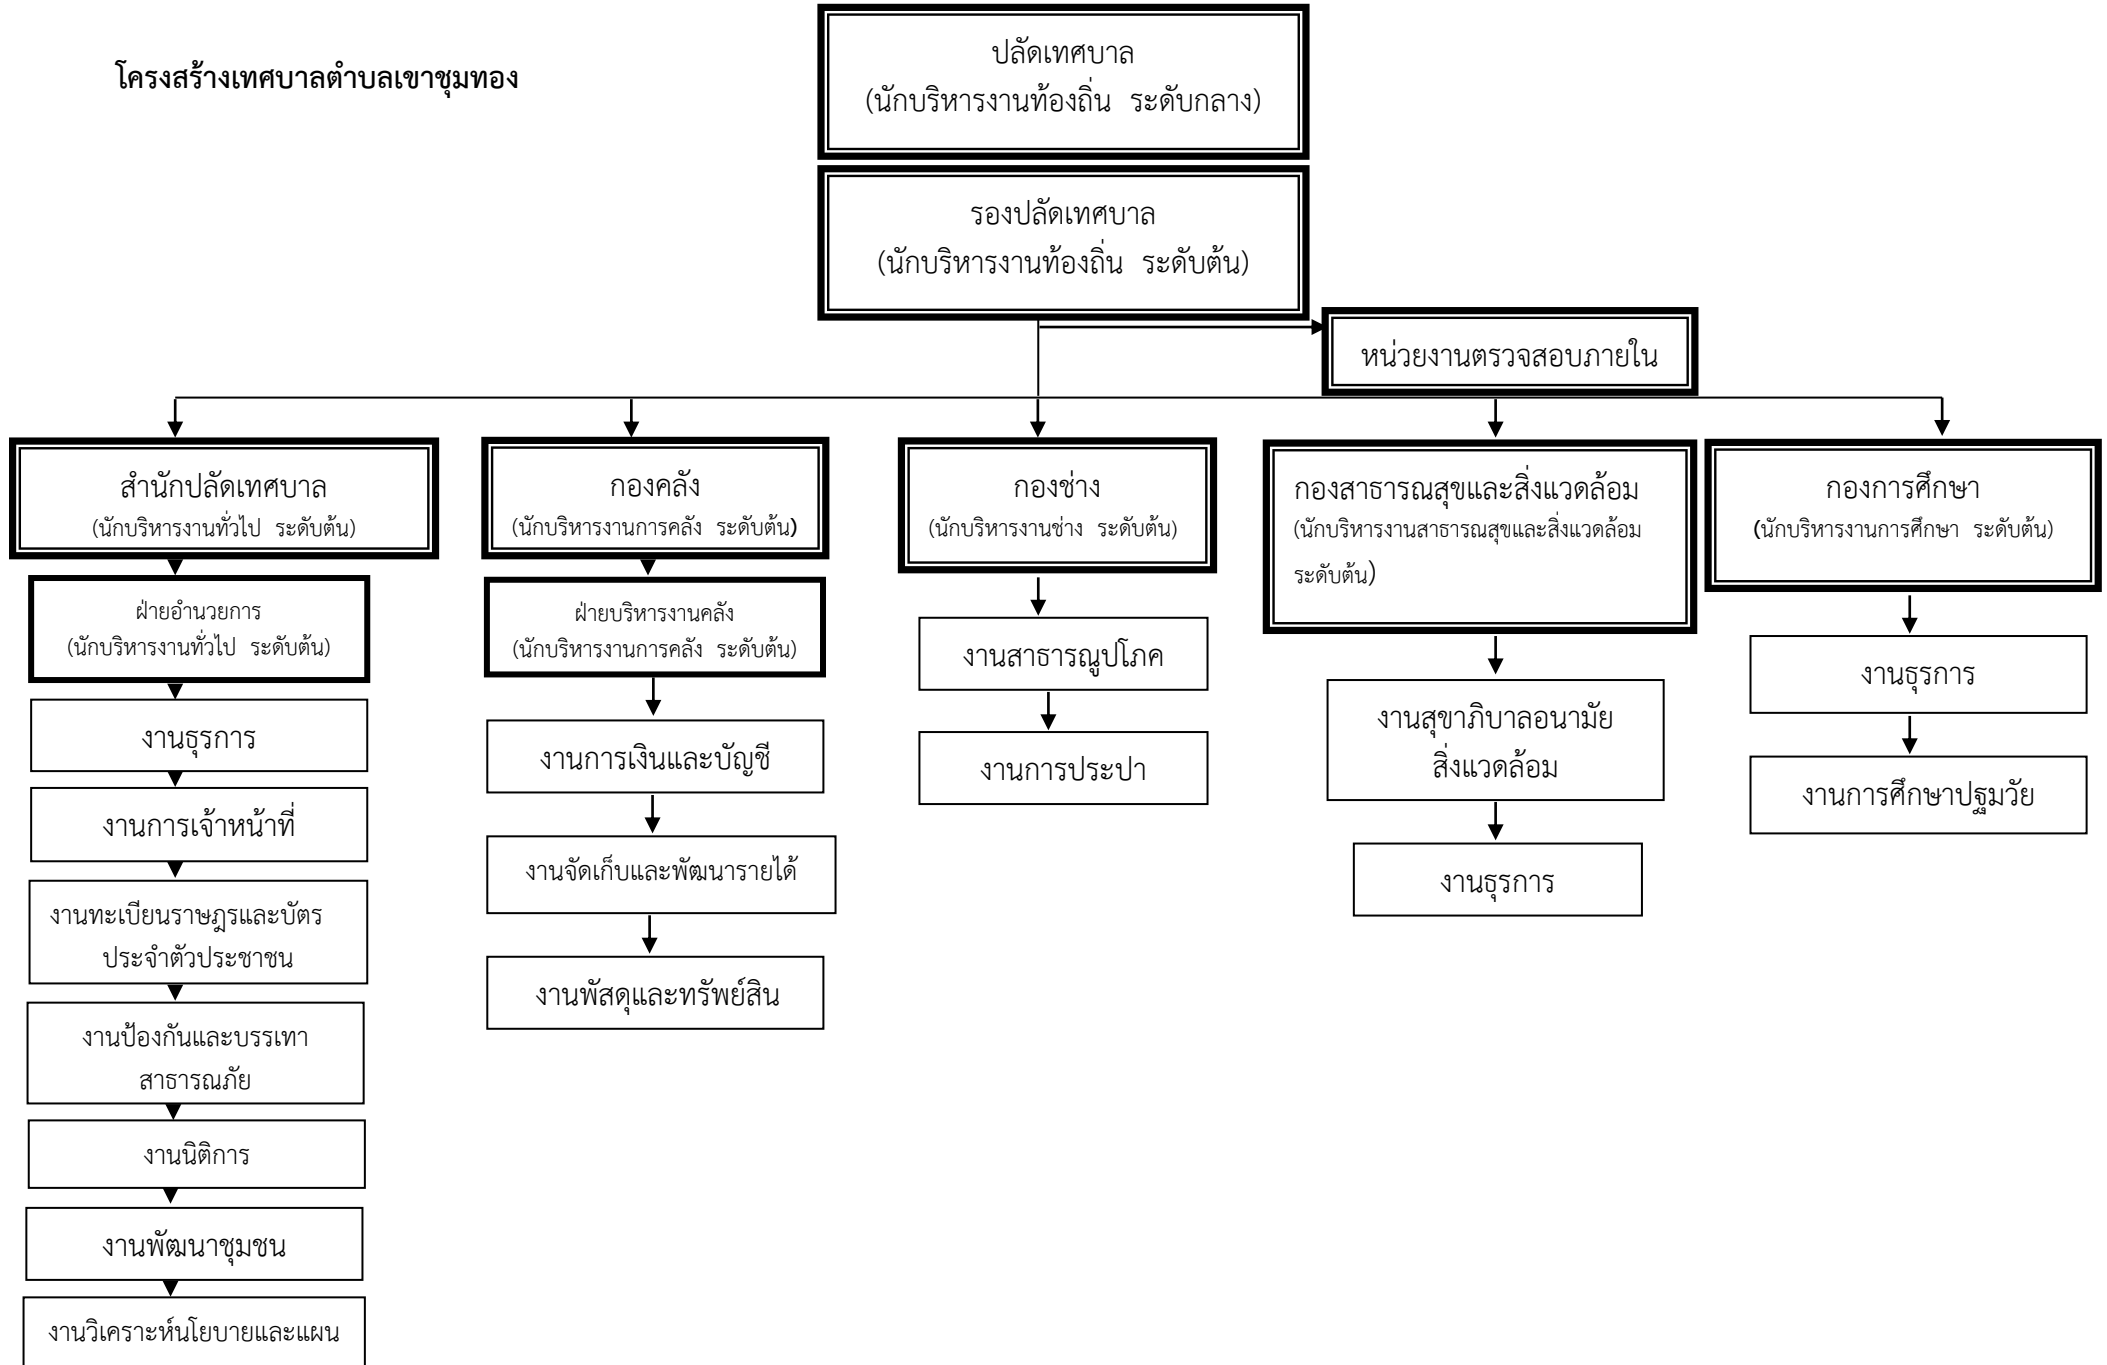 โครงสร้างเทศบาลตำบลเขาชุมทอง
ปลัดเทศบาล
(นักบริหารงานท้องถิ่น ระดับกลาง)
รองปลัดเทศบาล
(นักบริหารงานท้องถิ่น ระดับต้น)
หน่วยงานตรวจสอบภายใน
สำนักปลัดเทศบาล
(นักบริหารงานทั่วไป ระดับต้น)
ฝ่ายอำนวยการ
(นักบริหารงานทั่วไป ระดับต้น)
งานธุรการ
งานการเจ้าหน้าที่
งานทะเบียนราษฎรและบัตร
ประจำตัวประชาชน
งานป้องกันและบรรเทา
สาธารณภัย
งานนิติการ
งานพัฒนาชุมชน
งานวิเคราะห์นโยบายและแผน
กองคลัง
(นักบริหารงานการคลัง ระดับต้น)
ฝ่ายบริหารงานคลัง
(นักบริหารงานการคลัง ระดับต้น)
งานการเงินและบัญชี
งานจัดเก็บและพัฒนารายได้
งานพัสดุและทรัพย์สิน
กองช่าง
(นักบริหารงานช่าง ระดับต้น)
งานสาธารณูปโภค
งานการประปา
กองสาธารณสุขและสิ่งแวดล้อม
(นักบริหารงานสาธารณสุขและสิ่งแวดล้อม
ระดับต้น)
งานสุขาภิบาลอนามัย
สิ่งแวดล้อม
งานธุรการ
กองการศึกษา
(นักบริหารงานการศึกษา ระดับต้น)
งานธุรการ
งานการศึกษาปฐมวัย